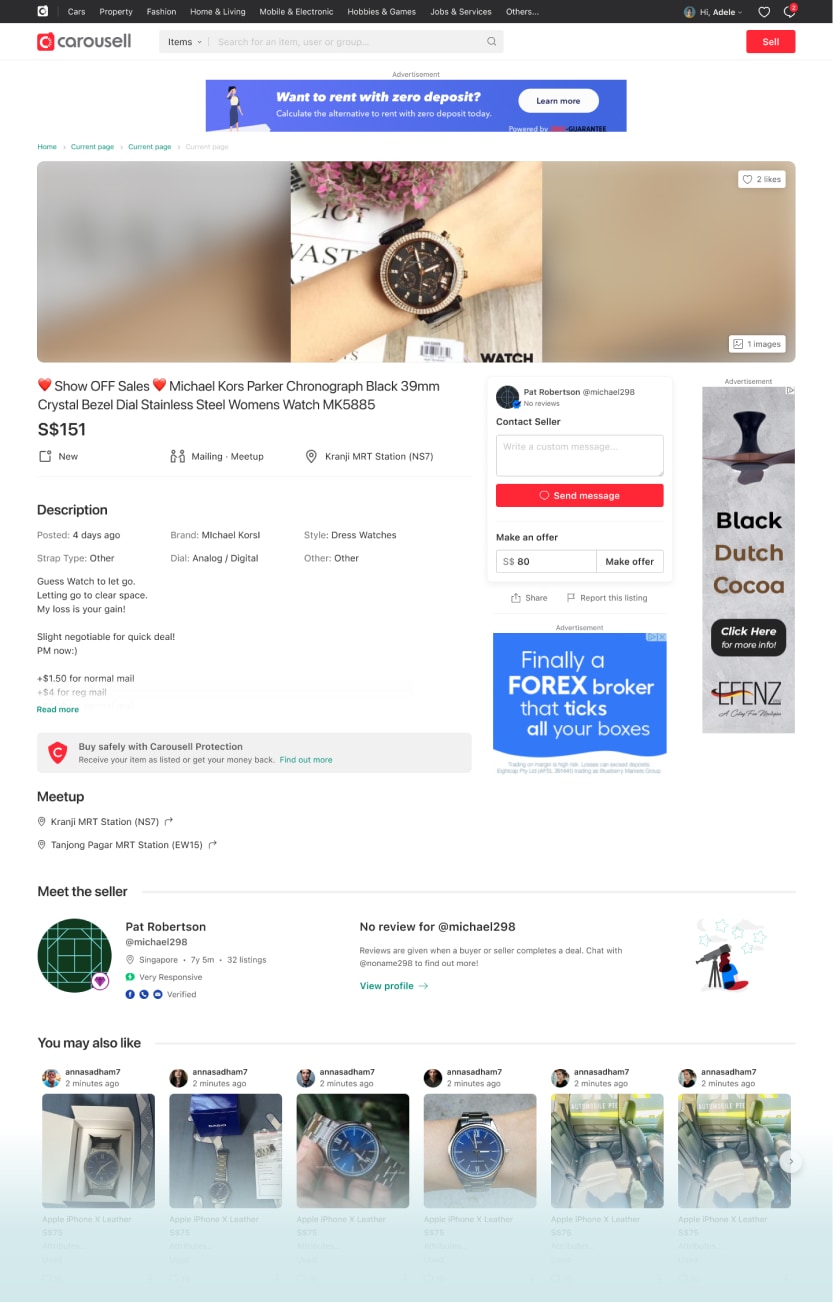 Cars Property Fashion Home & Living Mobile & Electronic Hobbies & Games Jobs & Services Others... Hi, Adele 2
carousell Items Search for an item, user or group... Sell
Advertisement
Want to rent with zero deposit?
Calculate the alternative to rent with zero deposit today.
Learn more
Powered by -GUARANTEE
Home Current page Current page Current page
2 likes
WATCH
1 images
❤️ Show OFF Sales ❤️ Michael Kors Parker Chronograph Black 39mm
Crystal Bezel Dial Stainless Steel Womens Watch MK5885
S$151
New Mailing · Meetup Kranji MRT Station (NS7)
Description
Posted: 4 days ago Brand: MIchael KorsI Style: Dress Watches
Strap Type: Other Dial: Analog / Digital Other: Other
Guess Watch to let go.
Letting go to clear space.
My loss is your gain!
Slight negotiable for quick deal!
PM now:)
+$1.50 for normal mail
+$4 for reg mail
Read more
Buy safely with Carousell Protection
Receive your item as listed or get your money back. Find out more
Pat Robertson @michael298
No reviews
Contact Seller
Write a custom message...
Send message
Make an offer
S$ 80 Make offer
Share Report this listing
Advertisement
Finally a
FOREX broker
that ticks
all your boxes
Trading on margin is high risk. Losses can exceed deposits
Eightcap Pty Ltd (AFSL 391441) trading as Blueberry Markets Group
Advertisement
Black
Dutch
Cocoa
Click Here
for more info!
EFENZ
Meetup
Kranji MRT Station (NS7)
Tanjong Pagar MRT Station (EW15)
Meet the seller
Pat Robertson
@michael298
Singapore • 7y 5m • 32 listings
Very Responsive
Verified
No review for @michael298
Reviews are given when a buyer or seller completes a deal. Chat with
@noname298 to find out more!
View profile
You may also like
annasadham7 annasadham7 annasadham7 annasadham7 annasadham7 annasadham7
2 minutes ago 2 minutes ago 2 minutes ago 2 minutes ago 2 minutes ago 2 minutes ago
AUTOMOBILE PTE AUTOMOBILE PTE
Apple iPhone X Leather Apple iPhone X Leather Apple iPhone X Leather Apple iPhone X Leather Apple iPhone X Leather Apple iPhone X Leather
S$75 S$75 S$75 S$75 S$75 S$75